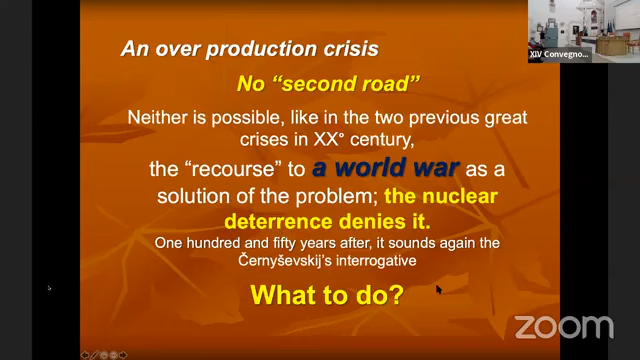 XIV Convegno...
An over production crisis
No “second road”
Neither is possible, like in the two previous great
crises in XX° century,
the “recourse” to a world war as a
solution of the problem; the nuclear
deterrence denies it.
One hundred and fifty years after, it sounds again the
Černyševskij’s interrogative
What to do?
zoom